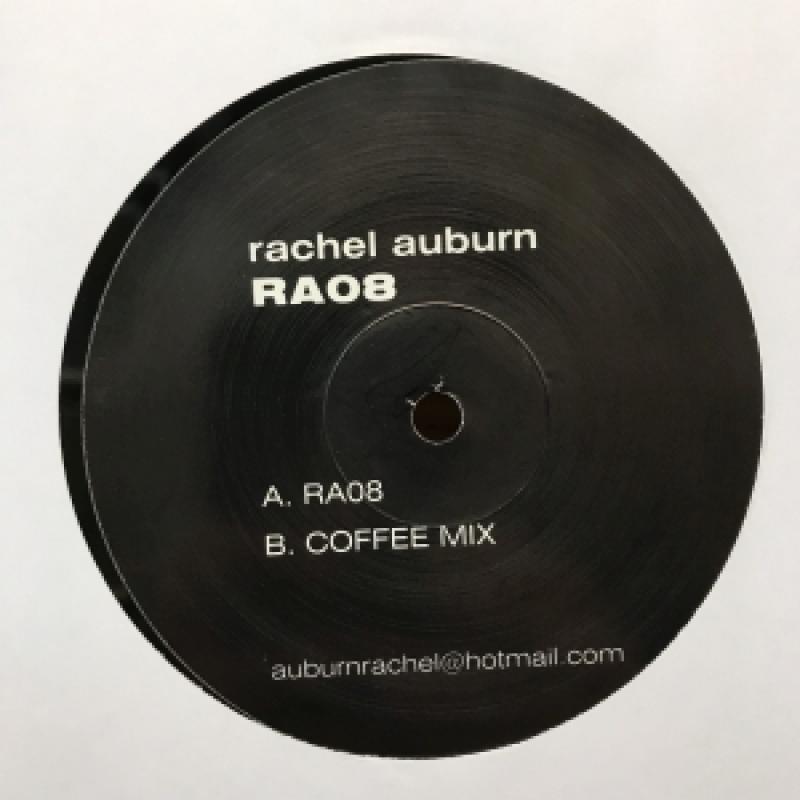 rachel auburn
RA08
A. RA08
B. COFFEE MIX
auburnrachel@hotmail.com